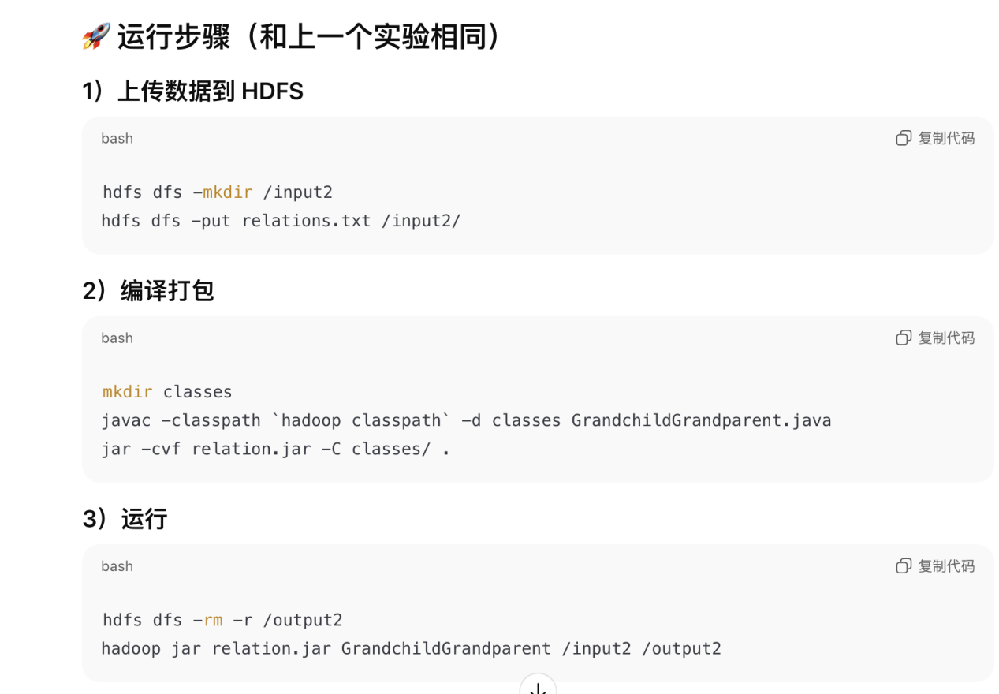 🚀 运行步骤（和上一个实验相同）
1）上传数据到 HDFS
bash 复制代码
hdfs dfs -mkdir /input2
hdfs dfs -put relations.txt /input2/
2）编译打包
bash 复制代码
mkdir classes
javac -classpath `hadoop classpath` -d classes GrandchildGrandparent.java
jar -cvf relation.jar -C classes/ .
3）运行
bash 复制代码
hdfs dfs -rm -r /output2
hadoop jar relation.jar GrandchildGrandparent /input2 /output2